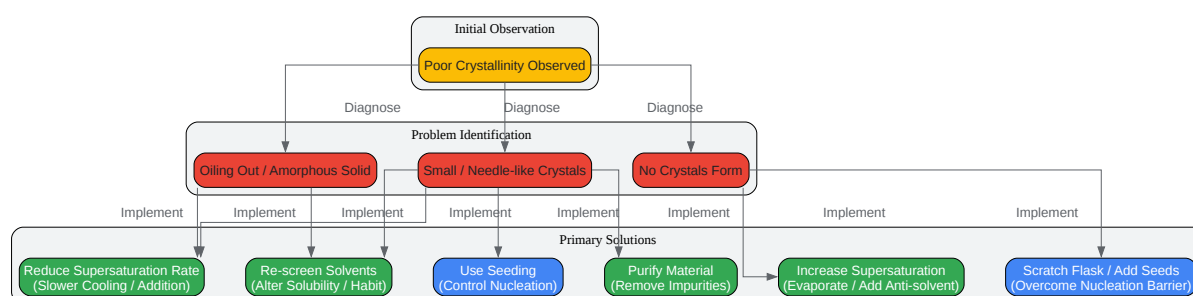 Initial Observation
Poor Crystallinity Observed
Diagnose
Diagnose
Diagnose
Problem Identification
Oiling Out / Amorphous Solid
Small / Needle-like Crystals
No Crystals Form
Implement
Implement
Implement
Implement
Implement
Implement
Implement
Implement
Primary Solutions
Reduce Supersaturation Rate
(Slower Cooling / Addition)
Re-screen Solvents
(Alter Solubility / Habit)
Use Seeding
(Control Nucleation)
Purify Material
(Remove Impurities)
Increase Supersaturation
(Evaporate / Add Anti-solvent)
Scratch Flask / Add Seeds
(Overcome Nucleation Barrier)